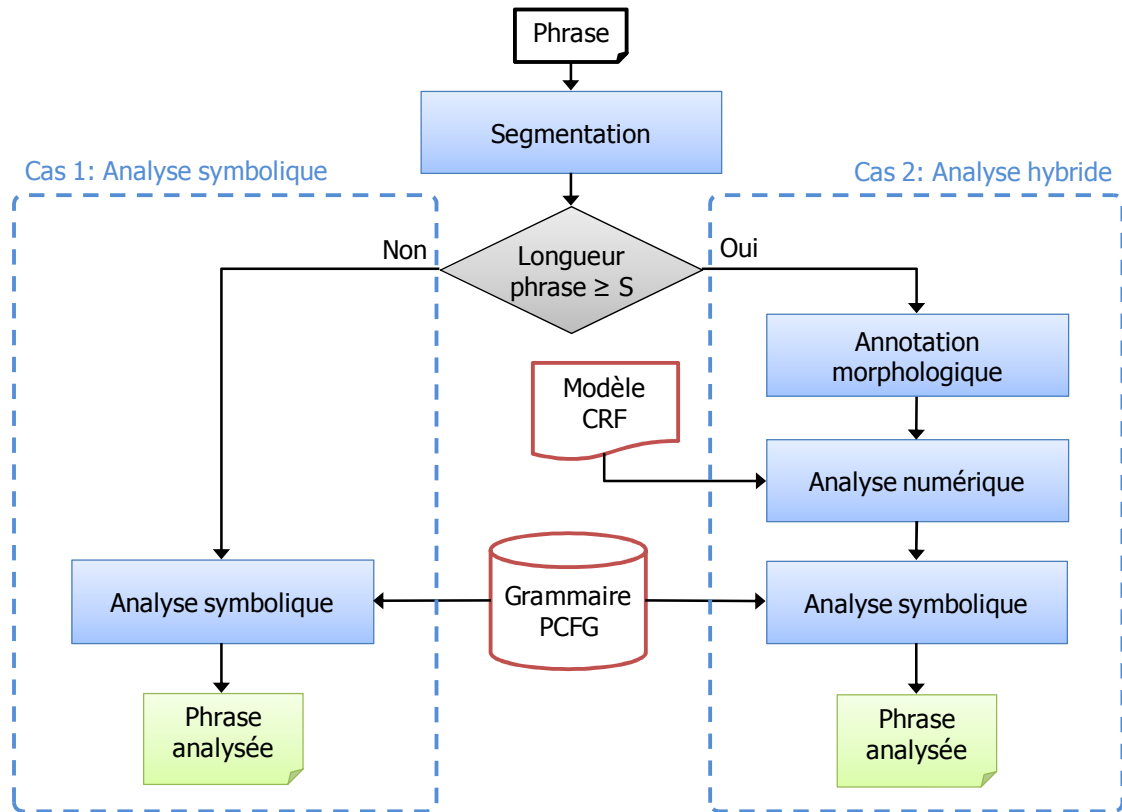 Phrase
Segmentation
Cas 1: Analyse symbolique
Cas 2: Analyse hybride
Non
Longueur
phrase ≥ S
Oui
Annotation
morphologique
Modèle
CRF
Analyse numérique
Analyse symbolique
Grammaire
PCFG
Analyse symbolique
Phrase
analysée
Phrase
analysée